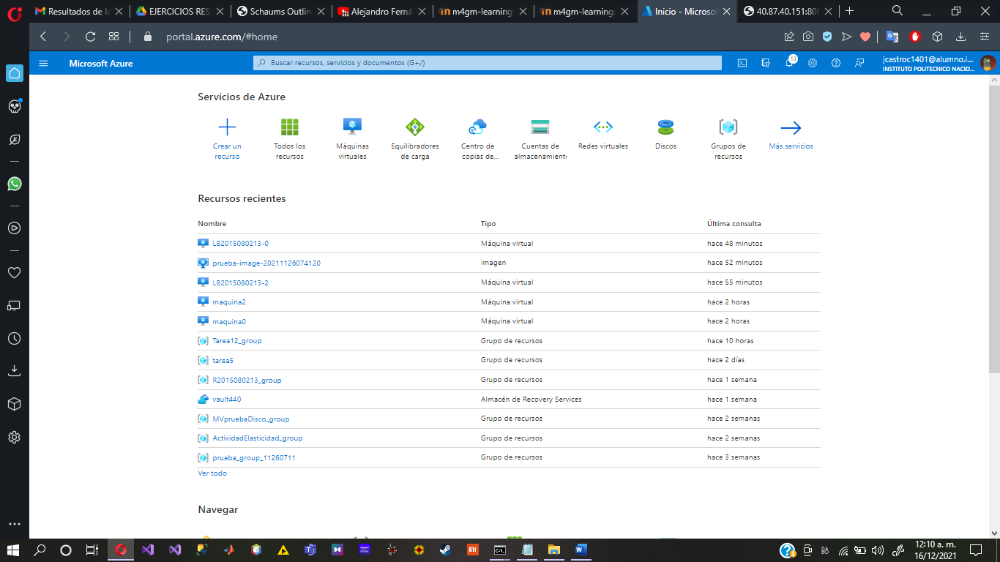 Resultados de la
EJERCICIOS RES
Schaums Outlin
Alejandro Ferná
m4gm-learning
m4gm-learning
Inicio - Microsof
40.87.40.151:808
portal.azure.com/#home
Microsoft Azure
Buscar recursos, servicios y documentos (G+/)
13
jcastroc1401@alumno.i...
INSTITUTO POLITECNICO NACIO...
Servicios de Azure
Crear un recurso
Todos los recursos
Máquinas virtuales
Equilibradores de carga
Centro de copias de...
Cuentas de almacenamiento
Redes virtuales
Discos
Grupos de recursos
Más servicios
Recursos recientes
Nombre Tipo Última consulta
LB2015080213-0 Máquina virtual hace 48 minutos
prueba-image-20211126074120 Imagen hace 52 minutos
LB2015080213-2 Máquina virtual hace 55 minutos
maquina2 Máquina virtual hace 2 horas
maquina0 Máquina virtual hace 2 horas
Tarea12_group Grupo de recursos hace 10 horas
tarea5 Grupo de recursos hace 2 días
R2015080213_group Grupo de recursos hace 1 semana
vault440 Almacén de Recovery Services hace 1 semana
MVpruebaDisco_group Grupo de recursos hace 2 semanas
ActividadElasticidad_group Grupo de recursos hace 2 semanas
prueba_group_11260711 Grupo de recursos hace 3 semanas
Ver todo
Navegar
12:10 a. m.
16/12/2021